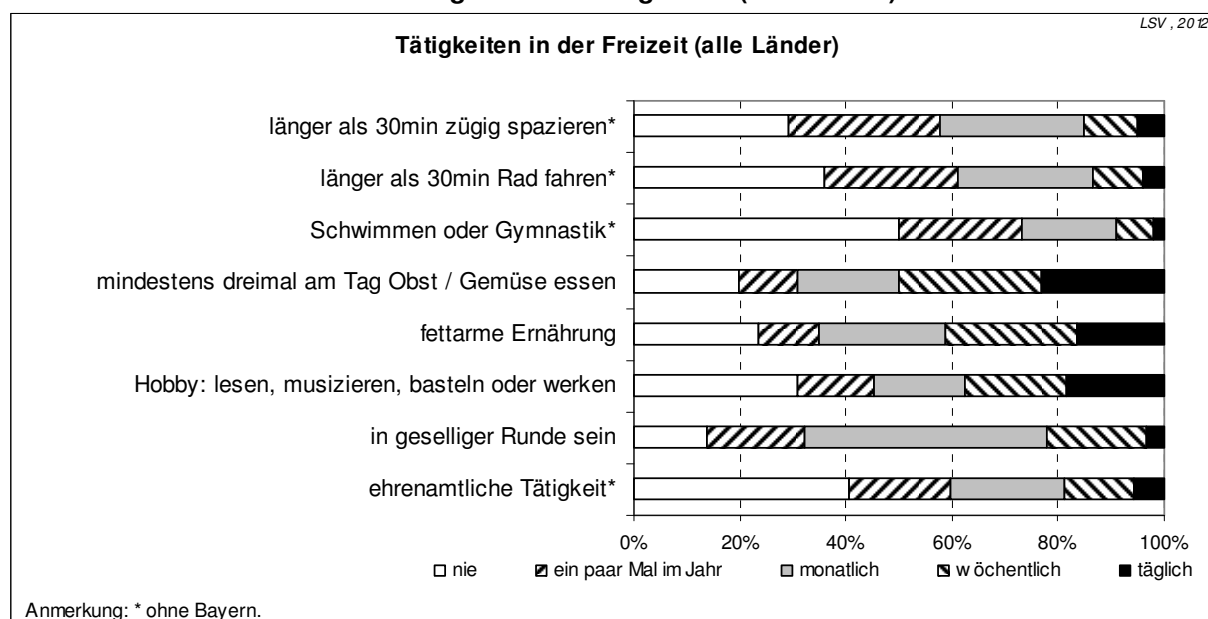 LSV , 2012
Tätigkeiten in der Freizeit (alle Länder)
länger als 30min zügig spazieren*
länger als 30min Rad fahren*
Schwimmen oder Gymnastik*
mindestens dreimal am Tag Obst / Gemüse essen
fettarme Ernährung
Hobby: lesen, musizieren, basteln oder werken
in geselliger Runde sein
ehrenamtliche Tätigkeit*
0% 20% 40% 60% 80% 100%
nie ein paar Mal im Jahr monatlich w öchentlich täglich
Anmerkung: * ohne Bayern.